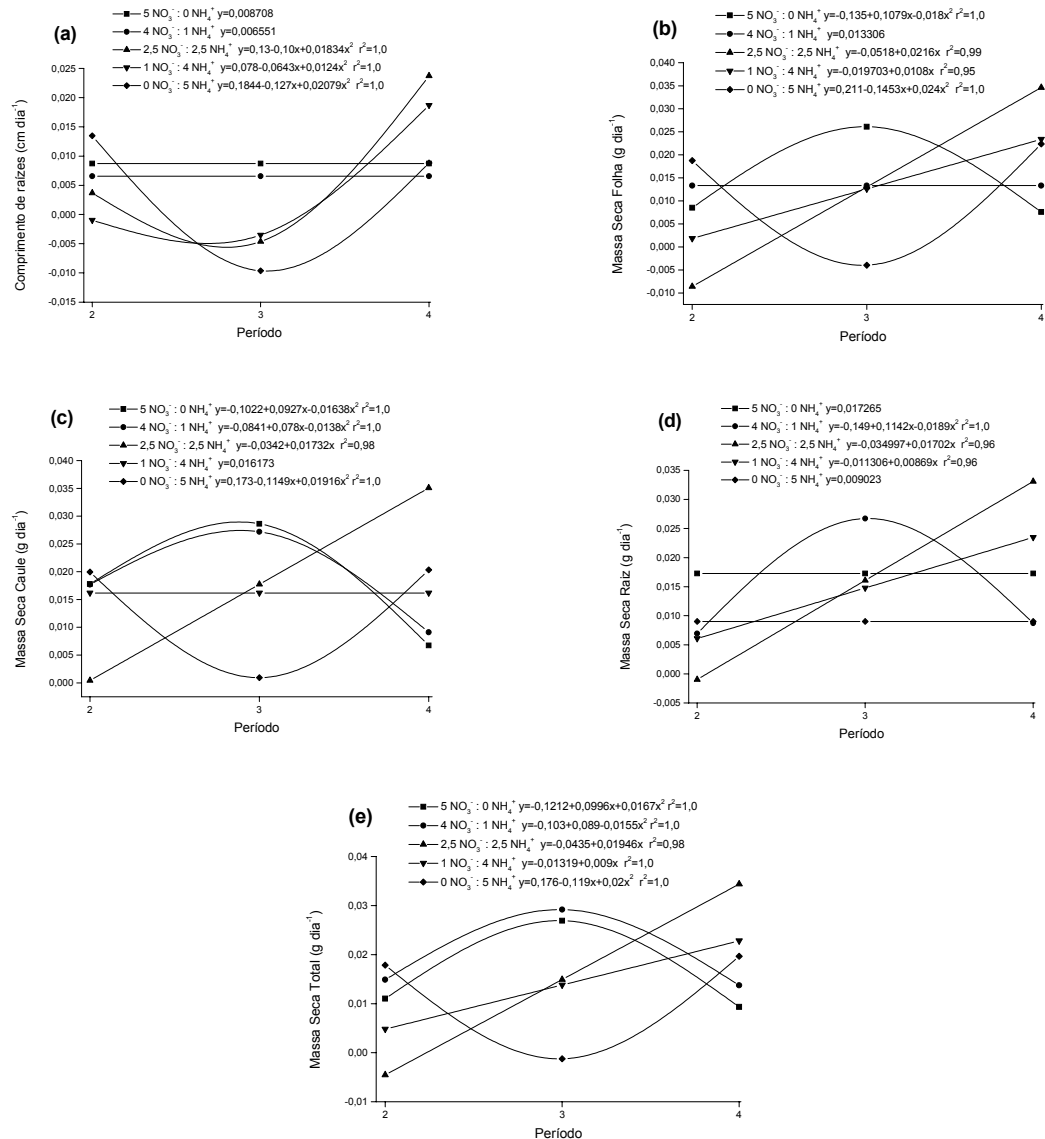 (a)
5 NO₃⁻ : 0 NH₄⁺ y=0,008708
4 NO₃⁻ : 1 NH₄⁺ y=0,006551
2,5 NO₃⁻ : 2,5 NH₄⁺ y=0,13-0,10x+0,01834x² r²=1,0
1 NO₃⁻ : 4 NH₄⁺ y=0,078-0,0643x+0,0124x² r²=1,0
0 NO₃⁻ : 5 NH₄⁺ y=0,1844-0,127x+0,02079x² r²=1,0
Comprimento de raízes (cm dia⁻¹)
0,025
0,020
0,015
0,010
0,005
0,000
-0,005
-0,010
-0,015
2 3 4
Período
(b)
5 NO₃⁻ : 0 NH₄⁺ y=-0,135+0,1079x-0,018x² r²=1,0
4 NO₃⁻ : 1 NH₄⁺ y=0,013306
2,5 NO₃⁻ : 2,5 NH₄⁺ y=-0,0518+0,0216x r²=0,99
1 NO₃⁻ : 4 NH₄⁺ y=-0,019703+0,0108x r²=0,95
0 NO₃⁻ : 5 NH₄⁺ y=0,211-0,1453x+0,024x² r²=1,0
Massa Seca Folha (g dia⁻¹)
0,040
0,035
0,030
0,025
0,020
0,015
0,010
0,005
0,000
-0,005
-0,010
2 3 4
Período
(c)
5 NO₃⁻ : 0 NH₄⁺ y=-0,1022+0,0927x-0,01638x² r²=1,0
4 NO₃⁻ : 1 NH₄⁺ y=-0,0841+0,078x-0,0138x² r²=1,0
2,5 NO₃⁻ : 2,5 NH₄⁺ y=-0,0342+0,01732x r²=0,98
1 NO₃⁻ : 4 NH₄⁺ y=0,016173
0 NO₃⁻ : 5 NH₄⁺ y=0,173-0,1149x+0,01916x² r²=1,0
Massa Seca Caule (g dia⁻¹)
0,040
0,035
0,030
0,025
0,020
0,015
0,010
0,005
0,000
2 3 4
Período
(d)
5 NO₃⁻ : 0 NH₄⁺ y=0,017265
4 NO₃⁻ : 1 NH₄⁺ y=-0,149+0,1142x-0,0189x² r²=1,0
2,5 NO₃⁻ : 2,5 NH₄⁺ y=-0,034997+0,01702x r²=0,96
1 NO₃⁻ : 4 NH₄⁺ y=-0,011306+0,00869x r²=0,96
0 NO₃⁻ : 5 NH₄⁺ y=0,009023
Massa Seca Raiz (g dia⁻¹)
0,035
0,030
0,025
0,020
0,015
0,010
0,005
0,000
-0,005
2 3 4
Período
(e)
5 NO₃⁻ : 0 NH₄⁺ y=-0,1212+0,0996x+0,0167x² r²=1,0
4 NO₃⁻ : 1 NH₄⁺ y=-0,103+0,089-0,0155x² r²=1,0
2,5 NO₃⁻ : 2,5 NH₄⁺ y=-0,0435+0,01946x r²=0,98
1 NO₃⁻ : 4 NH₄⁺ y=-0,01319+0,009x r²=1,0
0 NO₃⁻ : 5 NH₄⁺ y=0,176-0,119x+0,02x² r²=1,0
Massa Seca Total (g dia⁻¹)
0,04
0,03
0,02
0,01
0,00
-0,01
2 3 4
Período